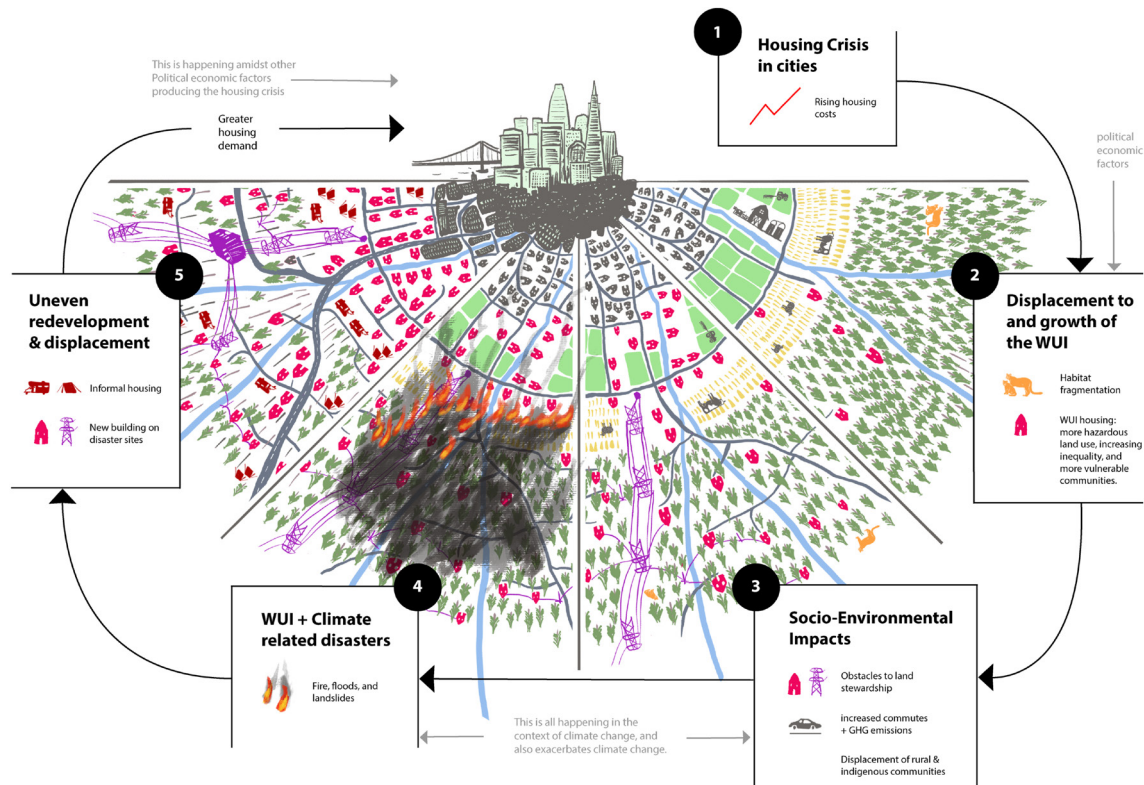 1
Housing Crisis
in cities
Rising housing
costs
This is happening amidst other
Political economic factors
producing the housing crisis
Greater
housing
demand
political
economic
factors
2
Displacement to
and growth of
the WUI
Habitat
fragmentation
WUI housing:
more hazardous
land use, increasing
inequality, and
more vulnerable
communities.
3
Socio-Environmental
Impacts
Obstacles to land
stewardship
increased commutes
+ GHG emissions
Displacement of rural &
indigenous communities
This is all happening in the
context of climate change, and
also exacerbates climate change.
4
WUI + Climate
related disasters
Fire, floods, and
landslides
5
Uneven
redevelopment
& displacement
Informal housing
New building on
disaster sites